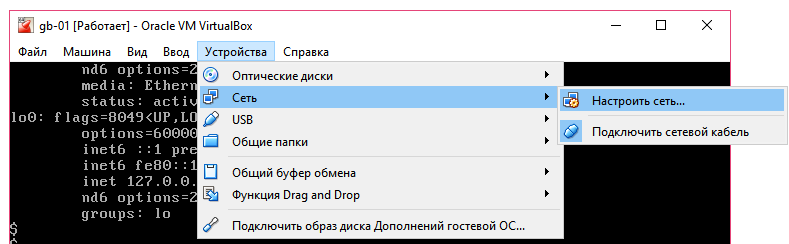 gb-01 [Работает] - Oracle VM VirtualBox
Файл Машина Вид Ввод Устройства Справка
nd6 options=2
media: Ethern
status: activ
lo0: flags=8049<UP,LO
options=60000
inet6 ::1 pre
inet6 fe80::1
inet 127.0.0.
nd6 options=2
groups: lo
$
Оптические диски
Сеть
USB
Общие папки
Общий буфер обмена
Функция Drag and Drop
Подключить образ диска Дополнений гостевой ОС...
Настроить сеть...
Подключить сетевой кабель